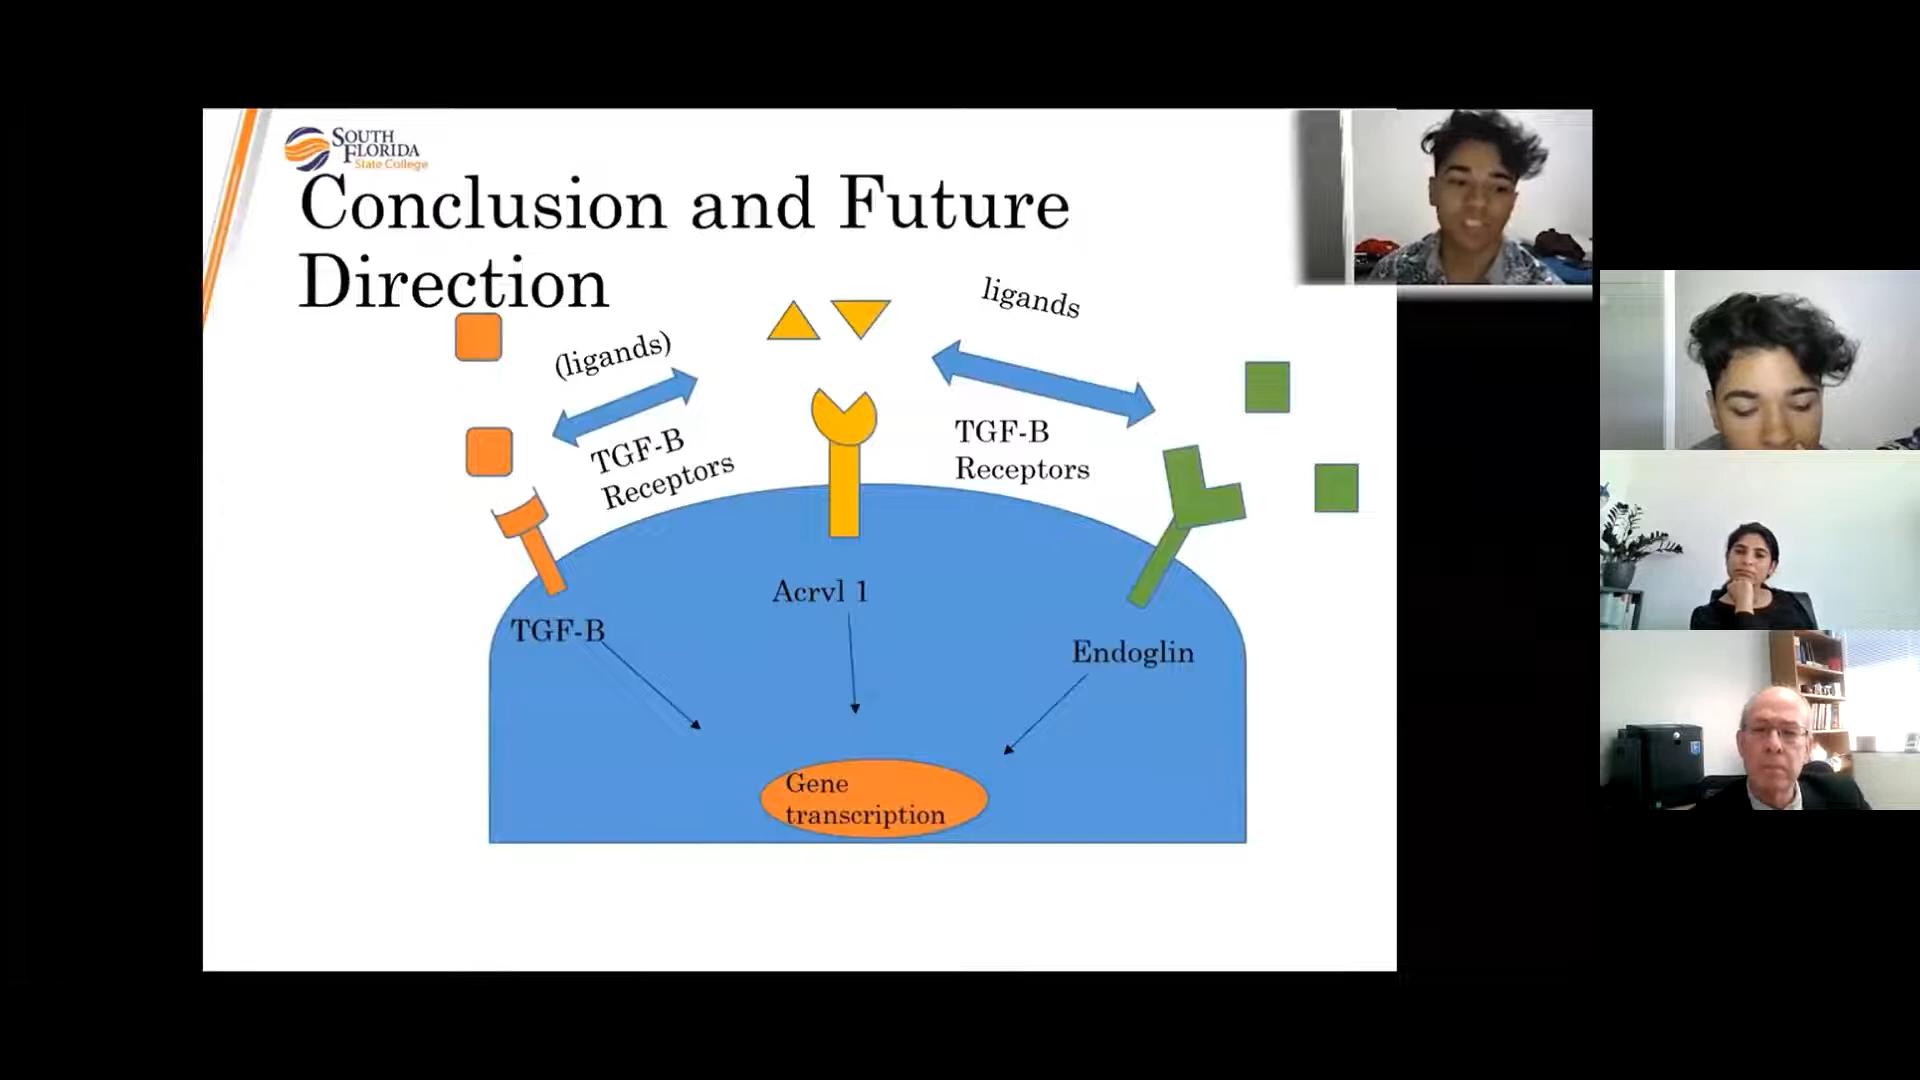 SOUTH
FLORIDA
State College
Conclusion and Future
Direction
ligands
(ligands)
TGF-B
Receptors
TGF-B
Receptors
Acrvl 1
TGF-B
Endoglin
Gene
transcription